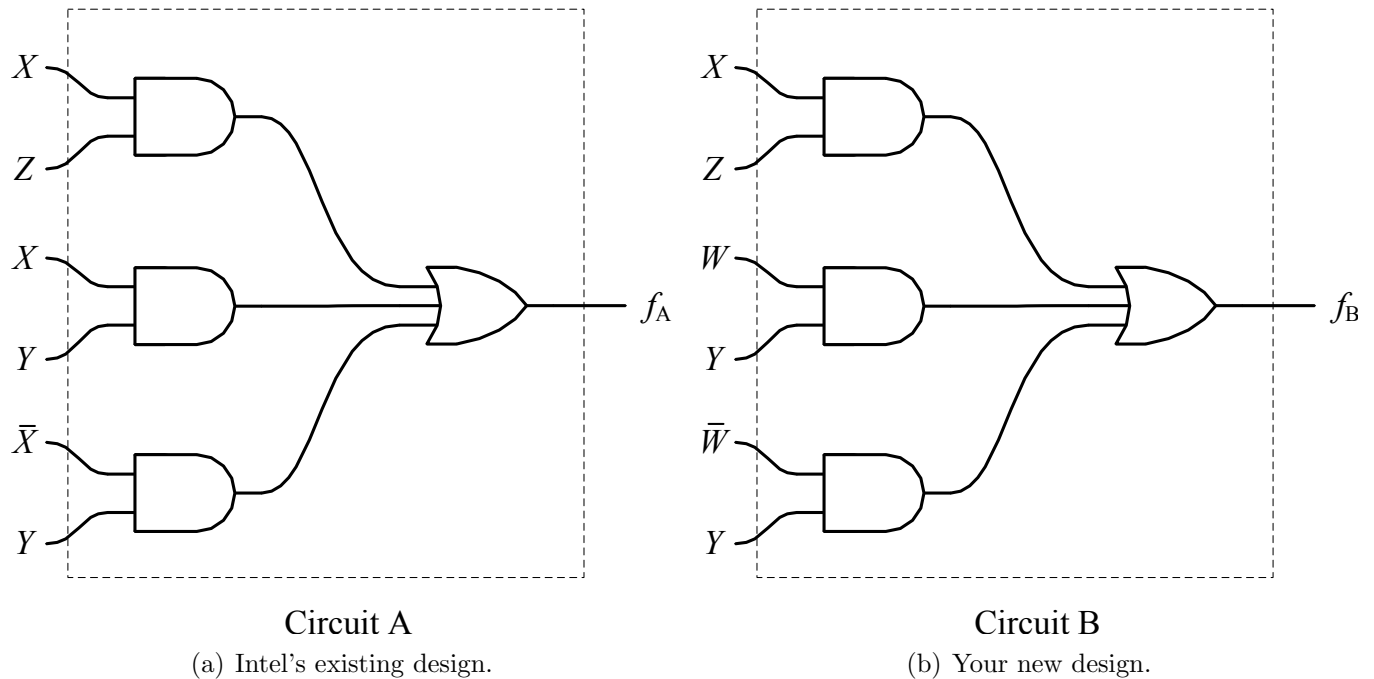 X
Z
X
Y
X̄
Y
f_A
Circuit A
(a) Intel's existing design.
X
Z
W
Y
W̄
Y
f_B
Circuit B
(b) Your new design.